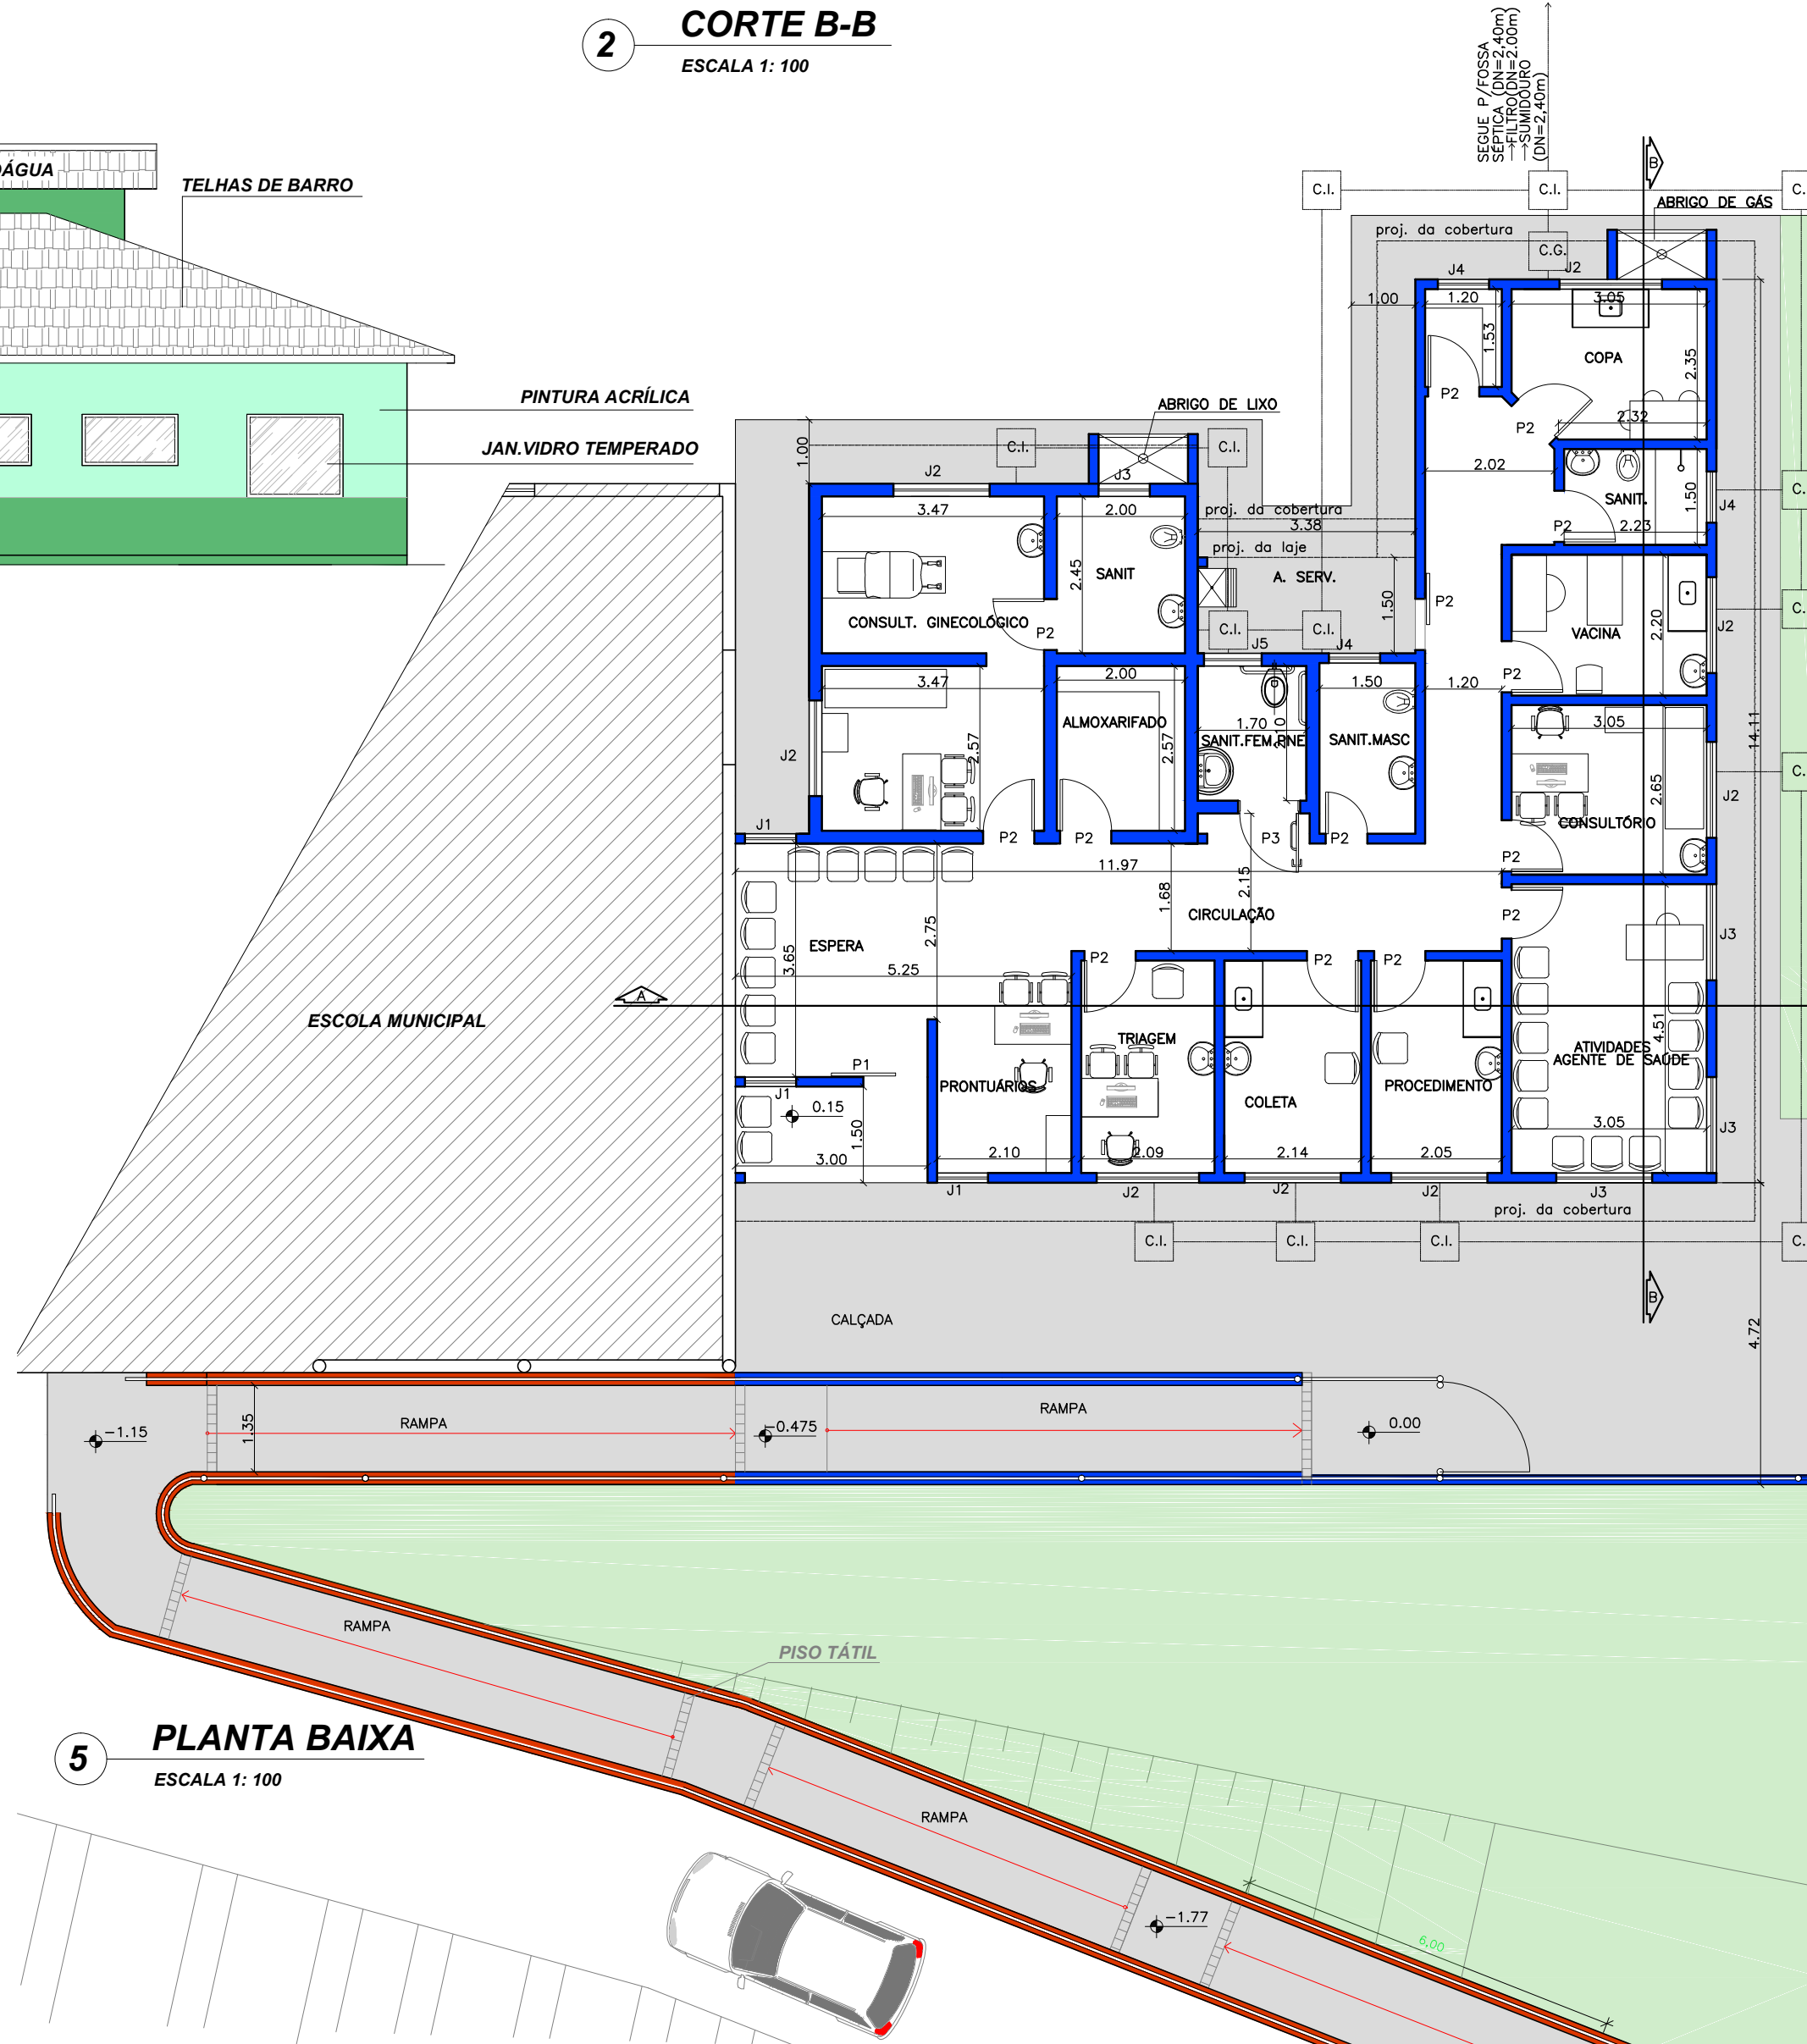 2
CORTE B-B
ESCALA 1: 100
SEGUE P/FOSSA
SÉPTICA (DN=2,40m)
→FILTRO(DN=2.00m)
→SUMIDOURO
(DN=2,40m)
B
ABRIGO DE GÁS
C.I.
C.I.
C.
C.G.
proj. da cobertura
J4
J2
1.00
1.20
3.05
1.53
COPA
2.35
P2
P2
2.32
2.02
SANIT.
1.50
J4
P2
2.23
C.
DÁGUA
TELHAS DE BARRO
PINTURA ACRÍLICA
JAN.VIDRO TEMPERADO
ABRIGO DE LIXO
1.00
C.I.
C.I.
J2
J3
3.47
2.00
proj. da cobertura
3.38
proj. da laje
A. SERV.
2.45
SANIT
1.50
CONSULT. GINECOLÓGICO
P2
C.I.
C.I.
J5
J4
P2
VACINA
2.20
J2
C.
P2
3.47
2.00
1.70
1.50
1.20
ALMOXARIFADO
SANIT.FEM.PNE
2.10
SANIT.MASC
2.57
2.57
J2
3.05
14.11
C.
2.65
J2
CONSULTÓRIO
J1
P2
P2
P3
P2
P2
11.97
1.68
2.15
CIRCULAÇÃO
P2
ESPERA
2.75
3.65
5.25
P2
P2
P2
J3
A
ESCOLA MUNICIPAL
TRIAGEM
4.51
ATIVIDADES
AGENTE DE SAÚDE
P1
PRONTUÁRIOS
PROCEDIMENTO
J1
0.15
COLETA
1.50
3.05
J3
3.00
2.10
2.09
2.14
2.05
J1
J2
J2
J2
J3
proj. da cobertura
C.I.
C.I.
C.I.
C.
B
CALÇADA
4.72
RAMPA
RAMPA
-1.15
1.35
-0.475
0.00
RAMPA
PISO TÁTIL
5
PLANTA BAIXA
ESCALA 1: 100
RAMPA
-1.77
6,00